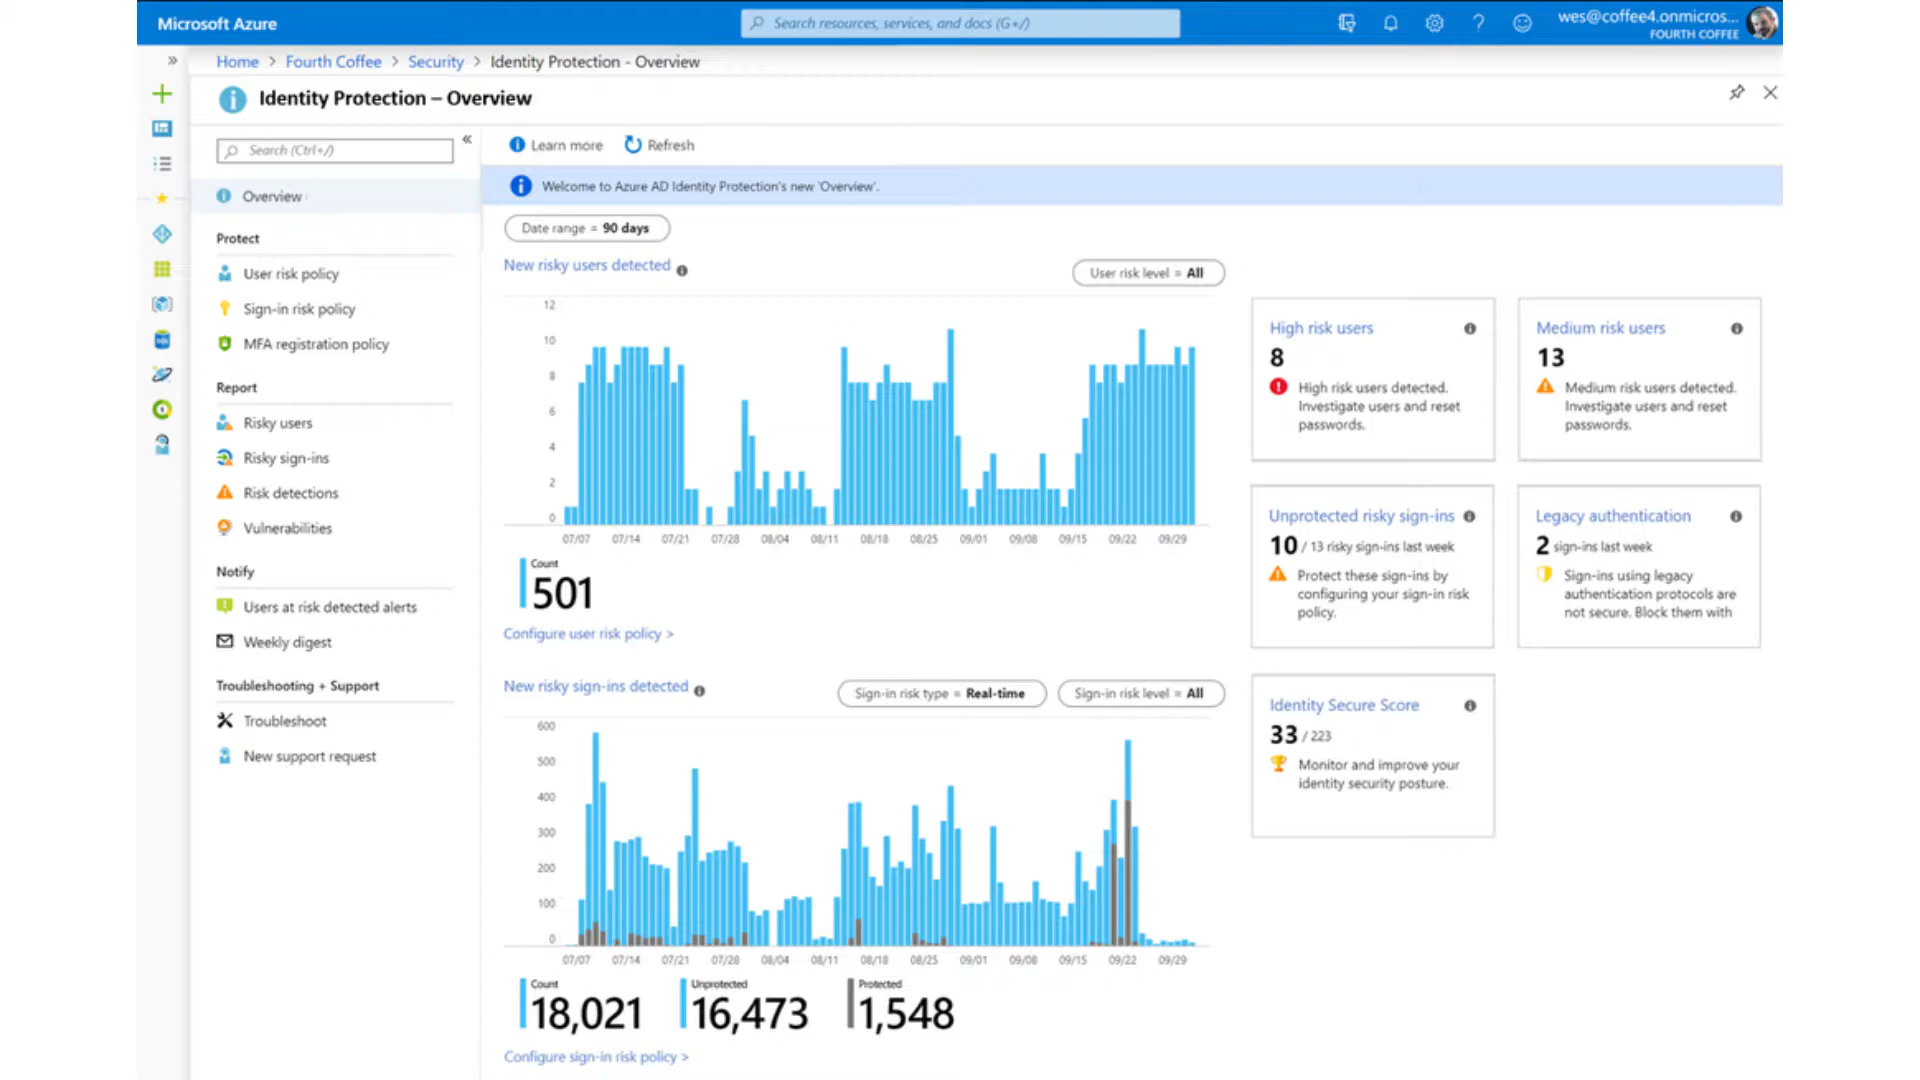 Microsoft Azure
Search resources, services, and docs (G+/)
wes@coffee4.onmicros...
FOURTH COFFEE
Home > Fourth Coffee > Security > Identity Protection - Overview
Identity Protection – Overview
Search (Ctrl+/)
Overview
Protect
User risk policy
Sign-in risk policy
MFA registration policy
Report
Risky users
Risky sign-ins
Risk detections
Vulnerabilities
Notify
Users at risk detected alerts
Weekly digest
Troubleshooting + Support
Troubleshoot
New support request
Learn more
Refresh
Welcome to Azure AD Identity Protection's new 'Overview'.
Date range = 90 days
New risky users detected
User risk level = All
12
10
8
6
4
2
0
07/07 07/14 07/21 07/28 08/04 08/11 08/18 08/25 09/01 09/08 09/15 09/22 09/29
Count
501
Configure user risk policy >
New risky sign-ins detected
Sign-in risk type = Real-time
Sign-in risk level = All
600
500
400
300
200
100
0
07/07 07/14 07/21 07/28 08/04 08/11 08/18 08/25 09/01 09/08 09/15 09/22 09/29
Count
18,021
Unprotected
16,473
Protected
1,548
Configure sign-in risk policy >
High risk users
8
High risk users detected.
Investigate users and reset
passwords.
Medium risk users
13
Medium risk users detected.
Investigate users and reset
passwords.
Unprotected risky sign-ins
10 / 13 risky sign-ins last week
Protect these sign-ins by
configuring your sign-in risk
policy.
Legacy authentication
2 sign-ins last week
Sign-ins using legacy
authentication protocols are
not secure. Block them with
Identity Secure Score
33 / 223
Monitor and improve your
identity security posture.